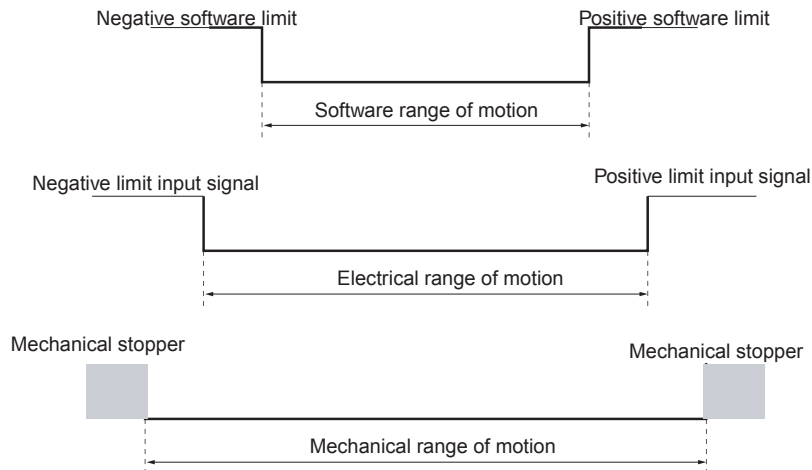 Negative software limit
Positive software limit
Software range of motion
Negative limit input signal
Positive limit input signal
Electrical range of motion
Mechanical stopper
Mechanical stopper
Mechanical range of motion